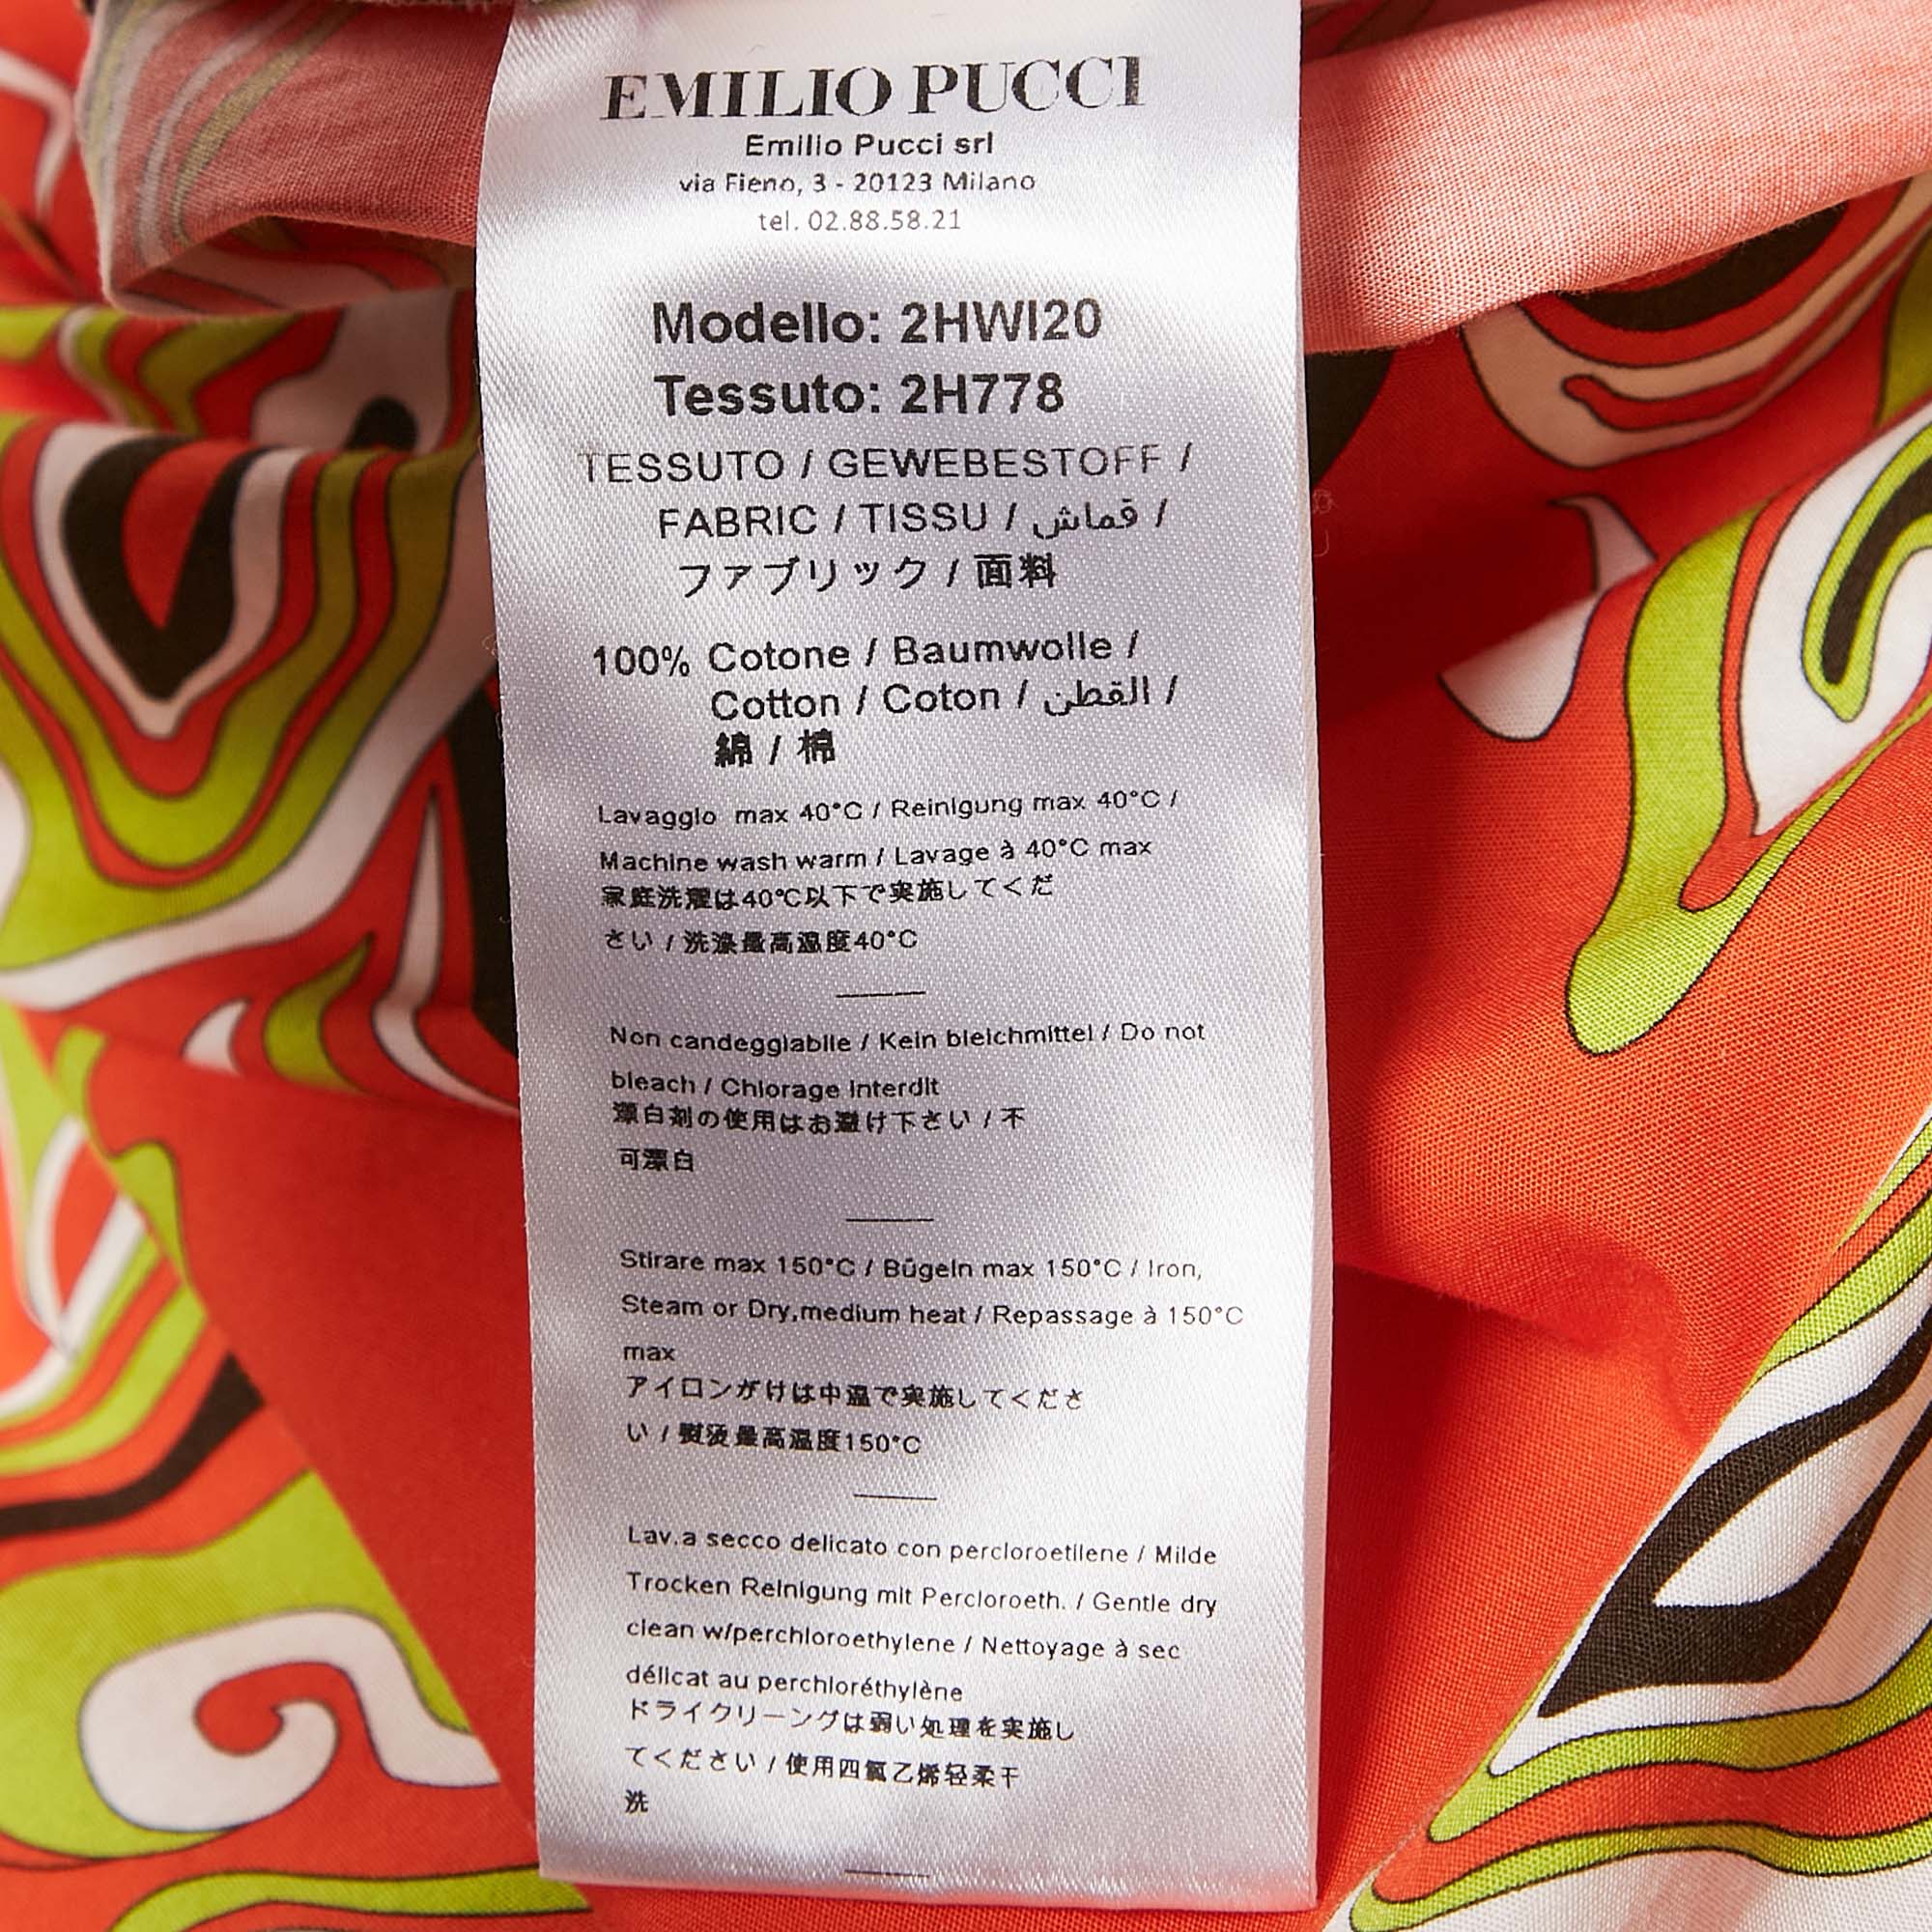 EMILIO PUCCI
Emilio Pucci srl
via Fieno, 3 - 20123 Milano
tel. 02.88.58.21
Modello: 2HWI20
Tessuto: 2H778
TESSUTO / GEWEBESTOFF /
FABRIC / TISSU / قماش /
ファブリック / 面料
100% Cotone / Baumwolle /
Cotton / Coton / القطن /
綿 / 棉
Lavaggio max 40°C / Reinigung max 40°C /
Machine wash warm / Lavage à 40°C max
家庭洗濯は40℃以下で実施してくだ
さい / 洗涤最高温度40°C
Non candeggiabile / Kein bleichmittel / Do not
bleach / Chlorage interdit
漂白剤の使用はお避け下さい / 不
可漂白
Stirare max 150°C / Bügeln max 150°C / Iron,
Steam or Dry,medium heat / Repassage à 150°C
max
アイロンがけは中温で実施してくださ
い / 熨烫最高温度150°C
Lav.a secco delicato con percloroetilene / Milde
Trocken Reinigung mit Percloroeth. / Gentle dry
clean w/perchloroethylene / Nettoyage à sec
délicat au perchloréthylène
ドライクリーニングは弱い処理を実施し
てください / 使用四氯乙烯轻柔干
洗